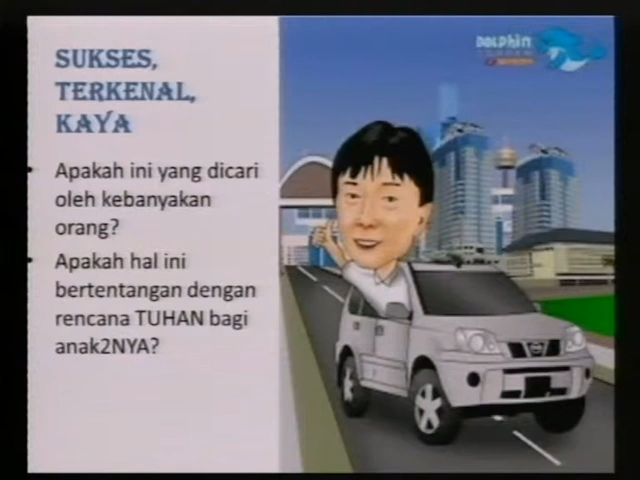 SUKSES,
TERKENAL,
KAYA
Apakah ini yang dicari
oleh kebanyakan
orang?
Apakah hal ini
bertentangan dengan
rencana TUHAN bagi
anak2NYA?
DOLPHIN